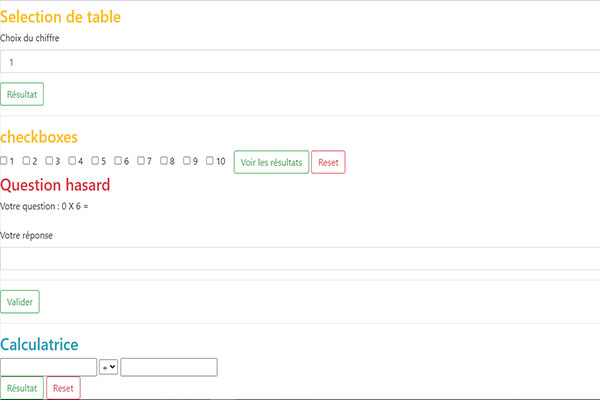 Selection de table
Choix du chiffre
1
Résultat
checkboxes
1 2 3 4 5 6 7 8 9 10 Voir les résultats Reset
Question hasard
Votre question : 0 X 6 =
Votre réponse
Valider
Calculatrice
Résultat Reset